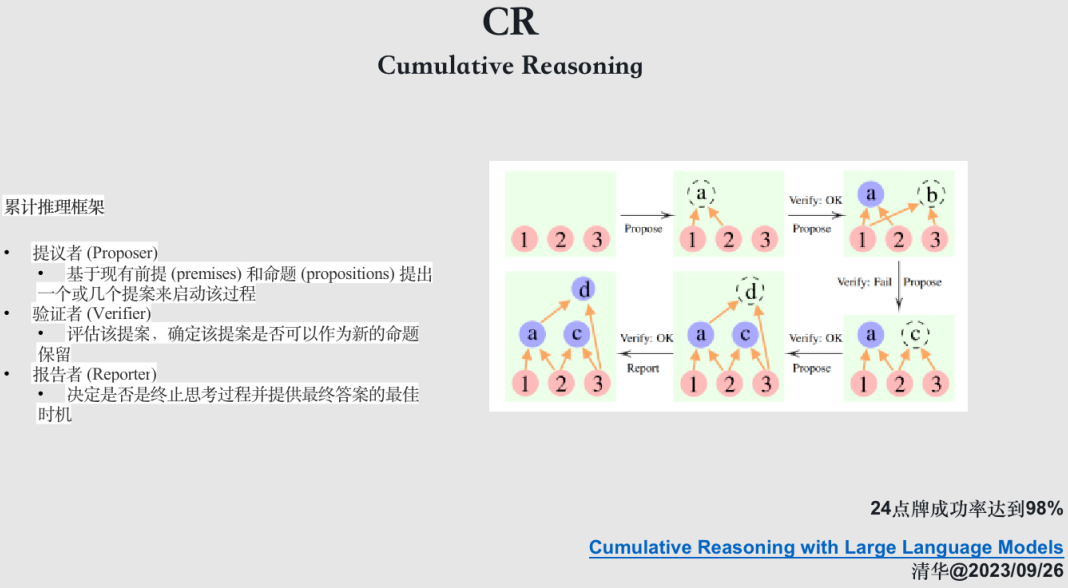 CR
Cumulative Reasoning
累计推理框架
• 提议者 (Proposer)
• 基于现有前提 (premises) 和命题 (propositions) 提出
一个或几个提案来启动该过程
• 验证者 (Verifier)
• 评估该提案，确定该提案是否可以作为新的命题
保留
• 报告者 (Reporter)
• 决定是否是终止思考过程并提供最终答案的最佳
时机
1 2 3
Propose
a
1 2 3
Verify: OK
Propose
a b
1 2 3
Verify: Fail Propose
a c
1 2 3
Verify: OK
Propose
d
a c
1 2 3
Verify: OK
Report
d
a c
1 2 3
24点牌成功率达到98%
Cumulative Reasoning with Large Language Models
清华@2023/09/26